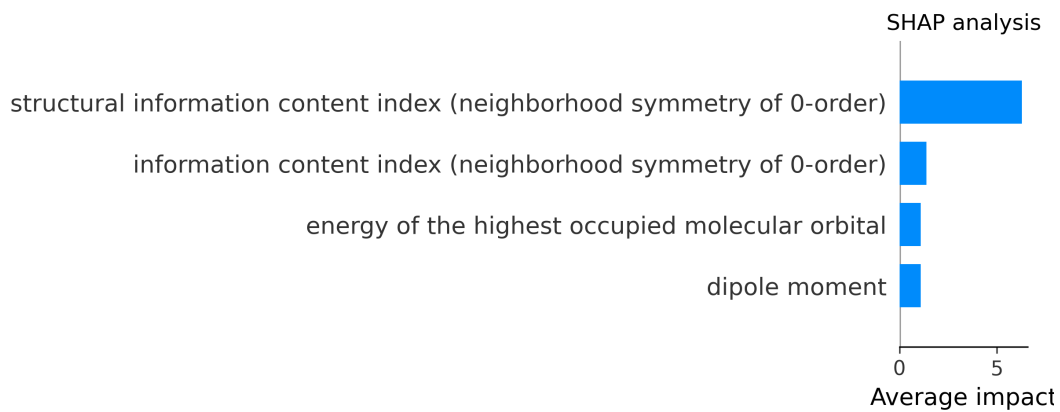 SHAP analysis
structural information content index (neighborhood symmetry of 0-order)
information content index (neighborhood symmetry of 0-order)
energy of the highest occupied molecular orbital
dipole moment
0 5
Average impact